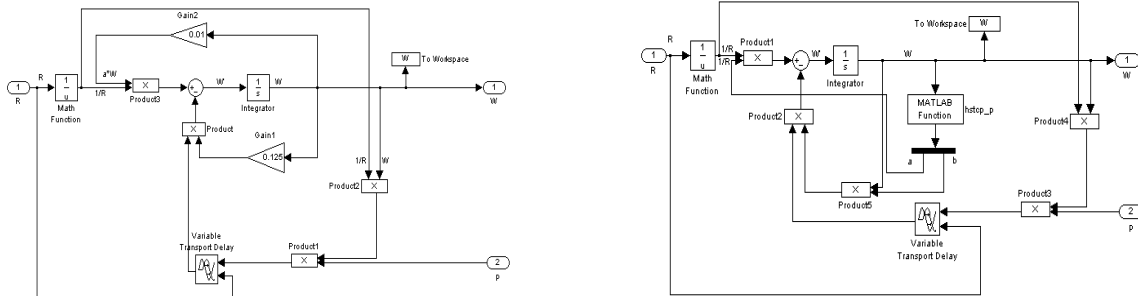 Gain2
0.01
To Workspace
W
R
a*W
W'
W
1
R
1
u
1/R
X
+
-
1
s
1
W
Math
Function
Product3
Integrator
X
Product
Gain1
0.125
1/R
W
Product2
X
Variable
Transport Delay
Product1
X
2
p
To Workspace
W
R
1/R
1/R
Product1
W'
W
1
R
1
u
X
+
-
1
s
1
W
Math
Function
Integrator
Product2
X
MATLAB
Function
hstcp_p
Product4
X
a
b
X
Product5
Product3
X
2
p
Variable
Transport Delay